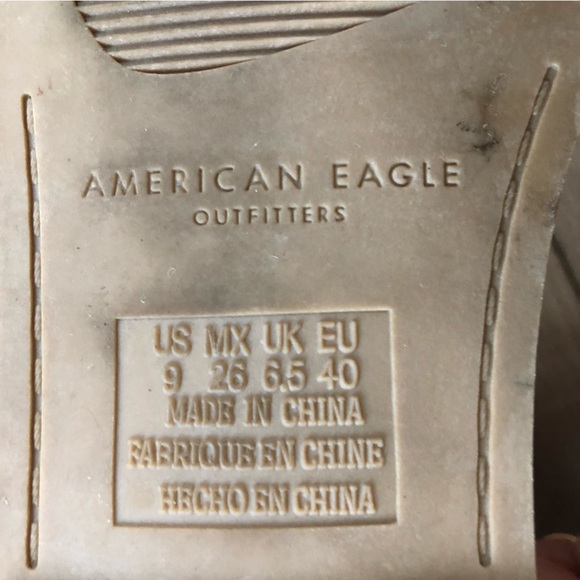 AMERICAN EAGLE
OUTFITTERS
US MX UK EU
9 26 6.5 40
MADE IN CHINA
FABRIQUE EN CHINE
HECHO EN CHINA